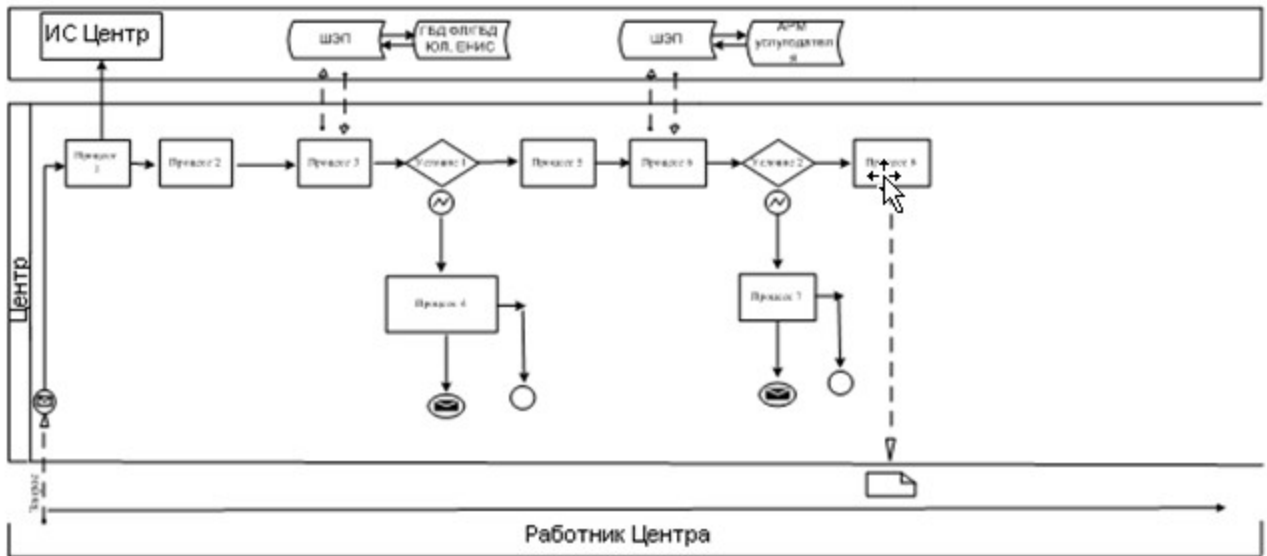 ИС Центр
ШЭП
ГБД ФЛ/ГБД
ЮЛ, ЕНИС
ШЭП
АРМ
услугодател
я
Процесс
1
Процесс 2
Процесс 3
Условие 1
Процесс 5
Процесс 6
Условие 2
Процесс 8
Процесс 4
Процесс 7
Центр
Работник Центра